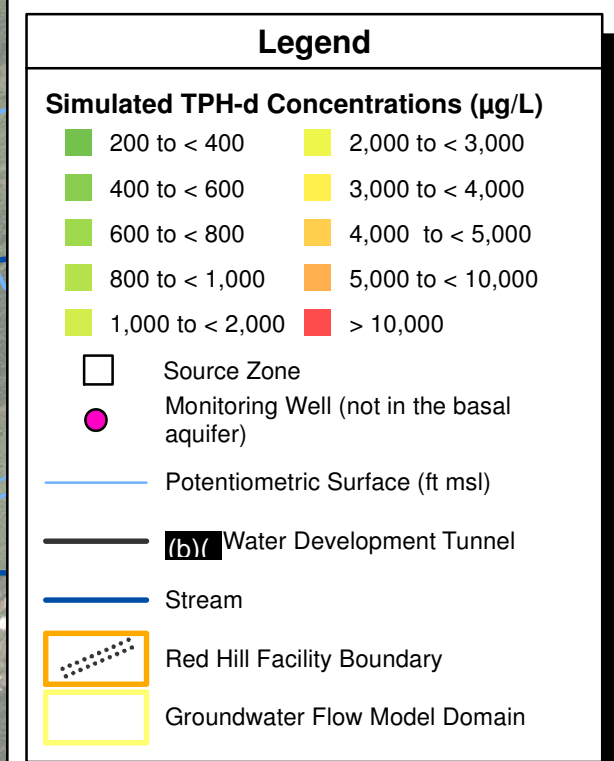 Legend
Simulated TPH-d Concentrations (µg/L)
200 to < 400
400 to < 600
600 to < 800
800 to < 1,000
1,000 to < 2,000
2,000 to < 3,000
3,000 to < 4,000
4,000 to < 5,000
5,000 to < 10,000
> 10,000
Source Zone
Monitoring Well (not in the basal
aquifer)
Potentiometric Surface (ft msl)
(b)( Water Development Tunnel
Stream
Red Hill Facility Boundary
Groundwater Flow Model Domain